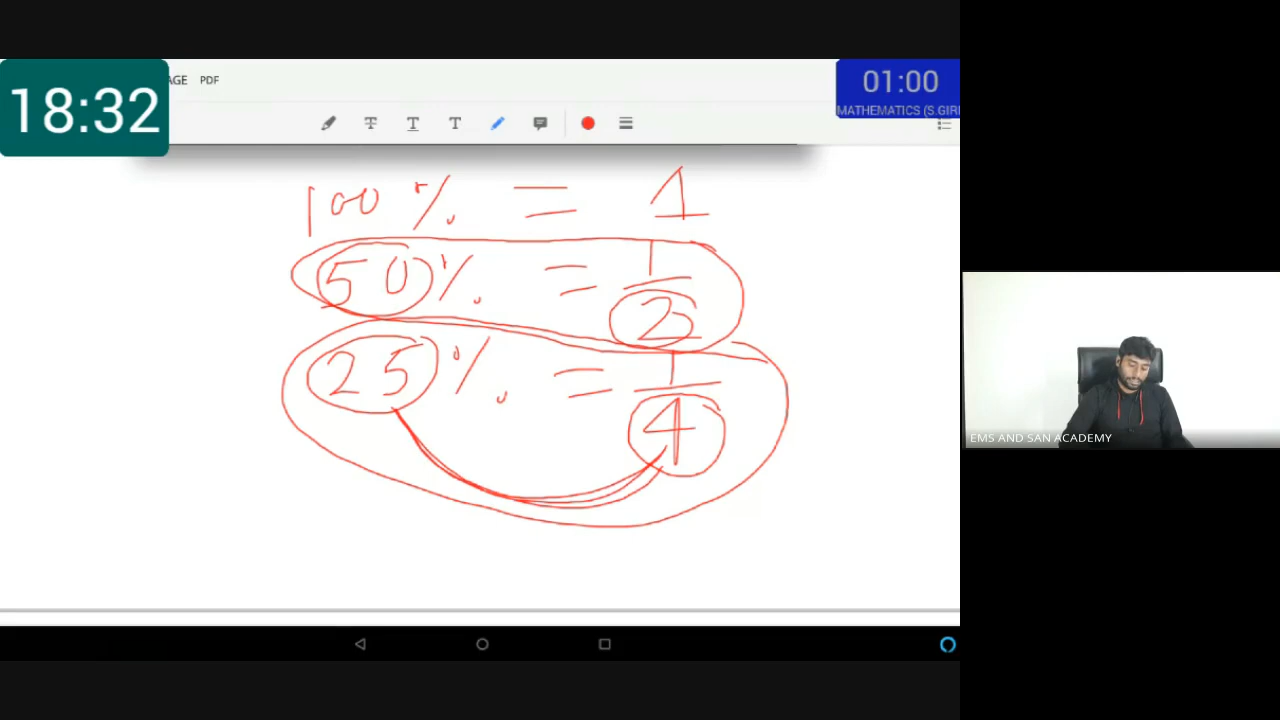 AGE PDF
18:32
01:00
MATHEMATICS (S.GIRI
T T T
100 % = 1
50 % = 1/2
25 % = 1/4
EMS AND SAN ACADEMY